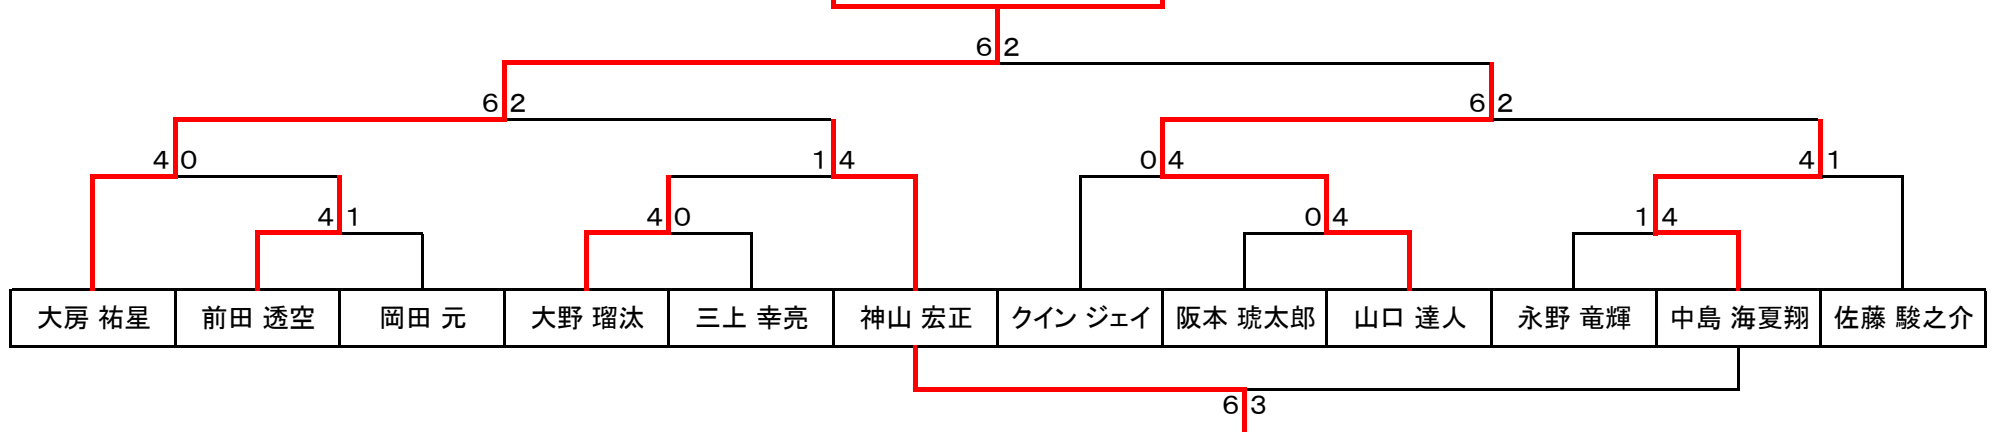 6 2
6 2 6 2
4 0 1 4 0 4 4 1
4 1 4 0 0 4 1 4
大房 祐星 前田 透空 岡田 元 大野 瑠汰 三上 幸亮 神山 宏正 クイン ジェイ 阪本 琥太郎 山口 達人 永野 竜輝 中島 海夏翔 佐藤 駿之介
6 3